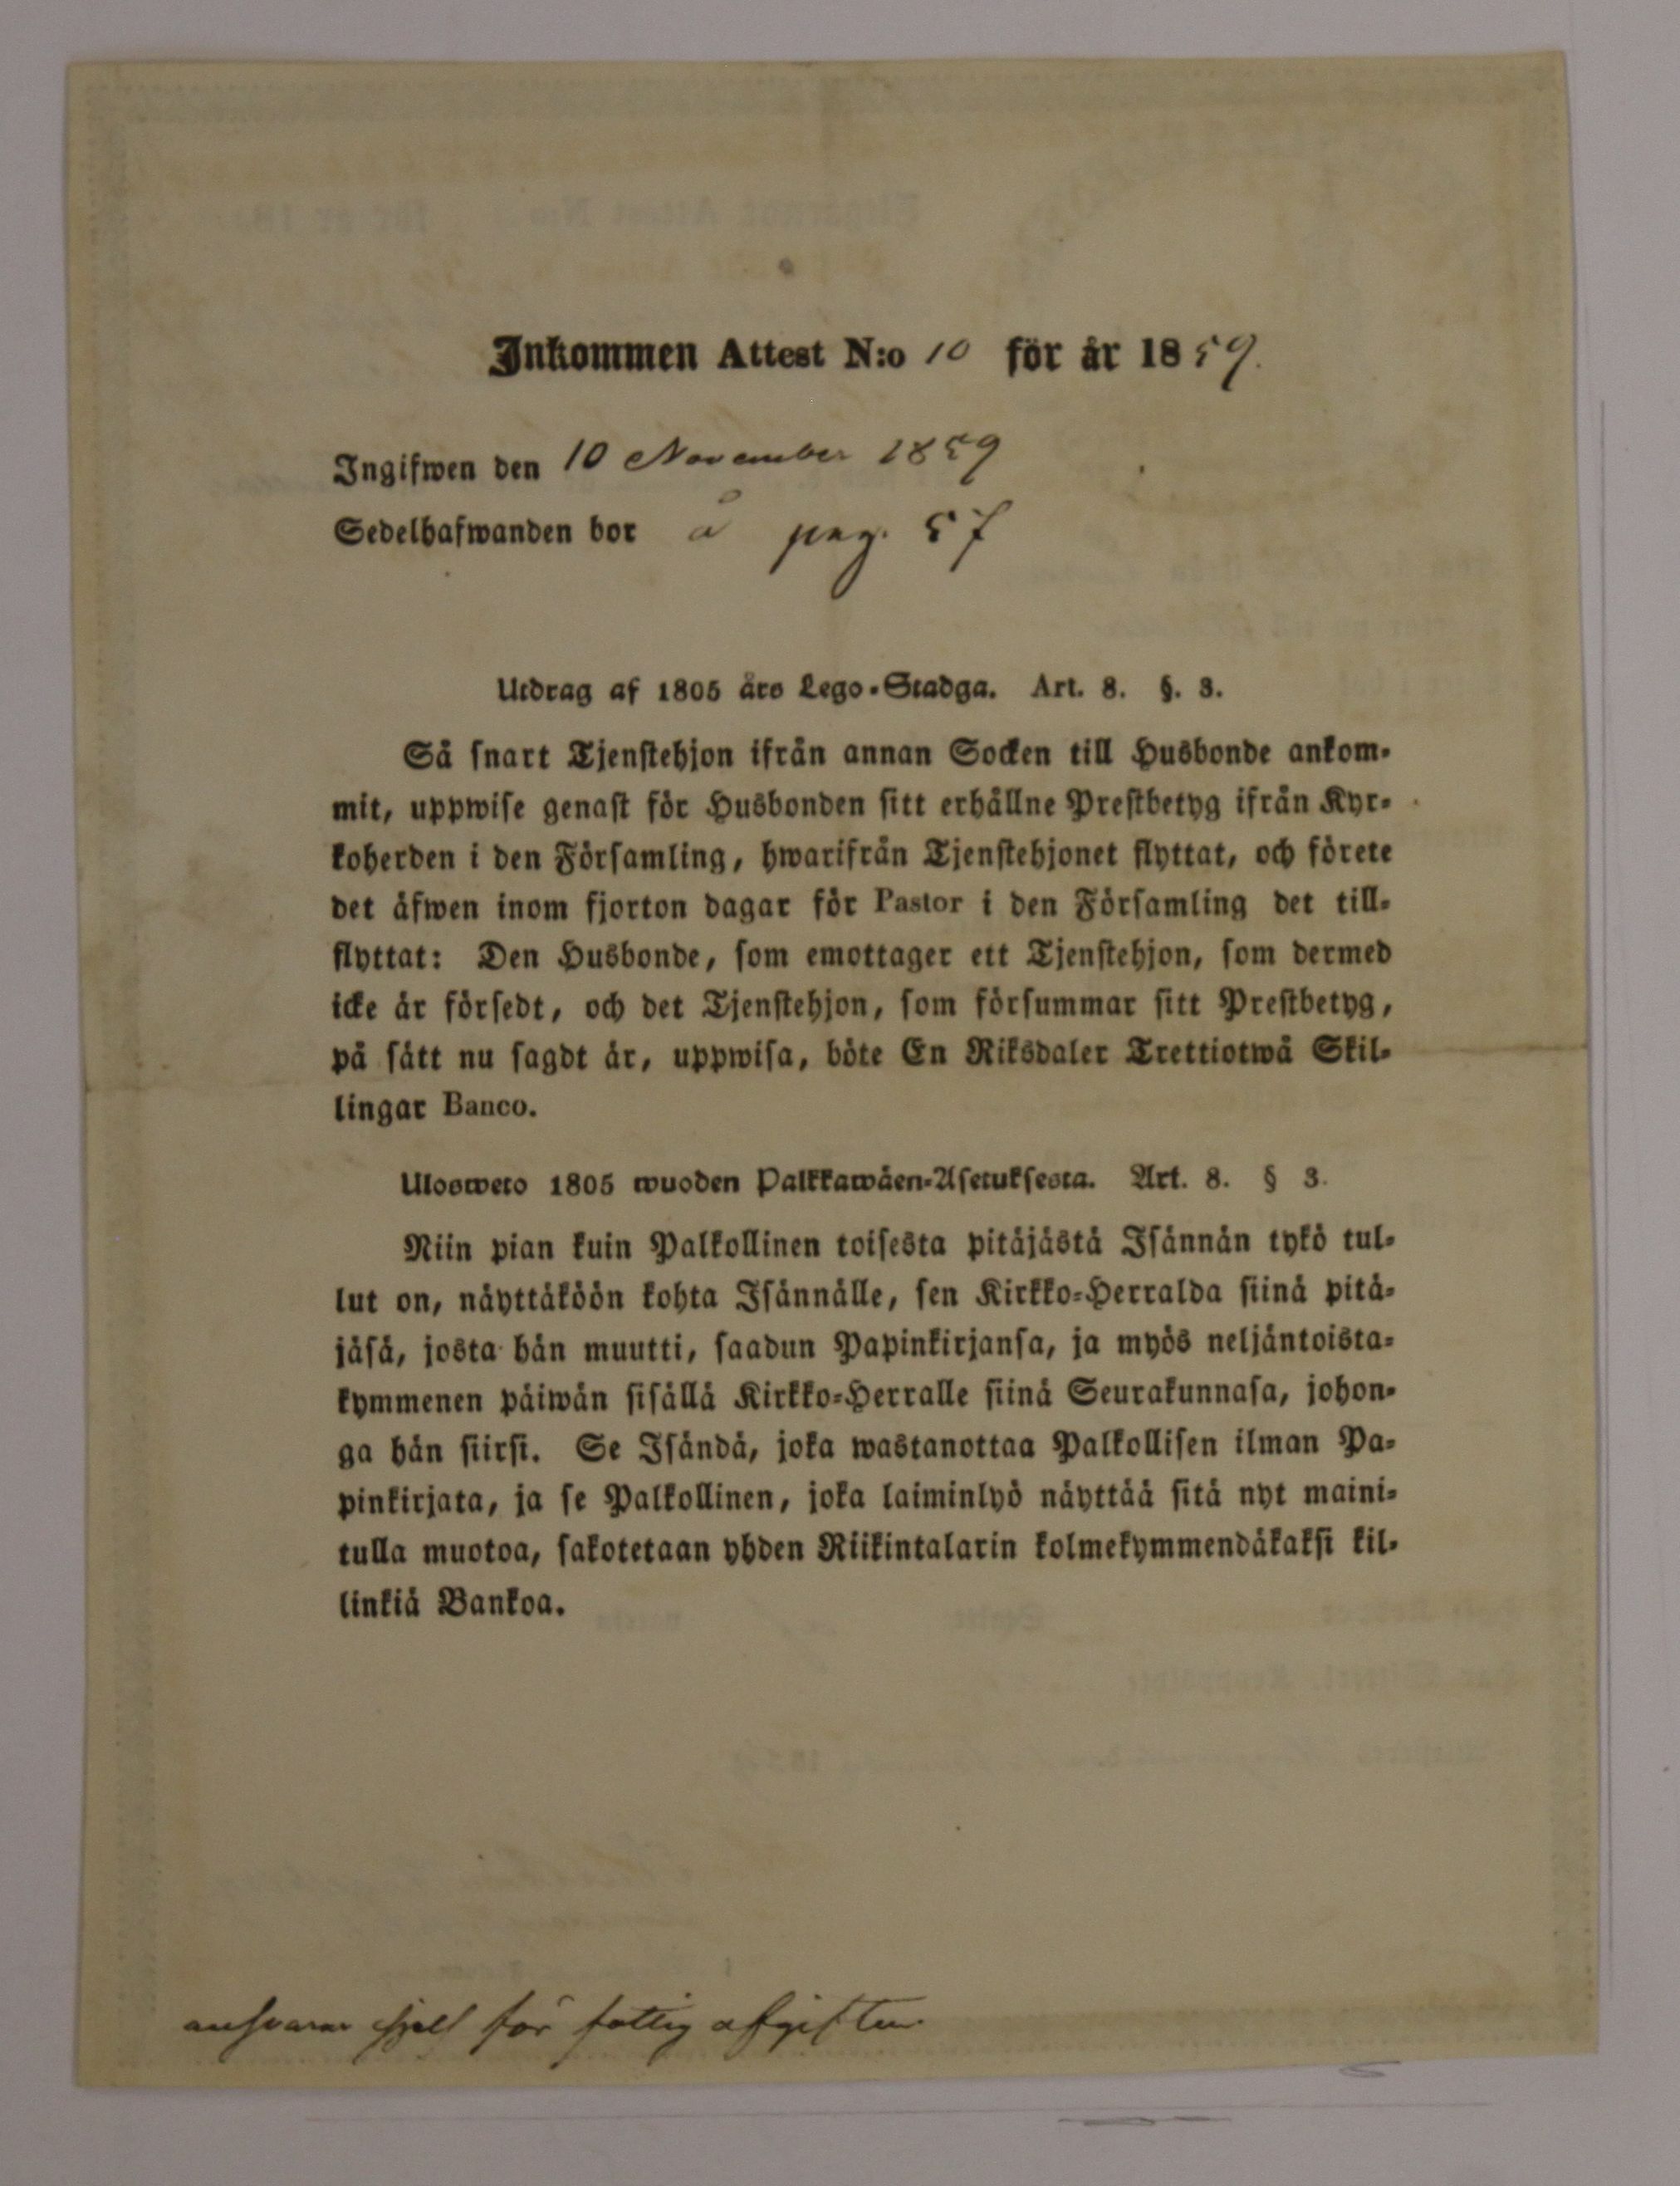 Inkommen Attest N:o 10 för år 1859.
Ingifwen den 10 November 1859
Sedelhafwanden bor å pag. 57
Utdrag af 1805 års Lego-Stadga. Art. 8. §. 3.
Så snart Tjenstehjon ifrån annan Socken till Husbonde ankom-
mit, uppwise genast för Husbonden sitt erhållne Prestbetyg ifrån Kyr-
koherden i den Församling, hwarifrån Tjenstehjonet flyttat, och förete
det äfwen inom fjorton dagar för Pastor i den Församling det till-
flyttat: Den Husbonde, som emottager ett Tjenstehjon, som dermed
icke är försedt, och det Tjenstehjon, som försummar sitt Prestbetyg,
på sätt nu sagdt är, uppwisa, böte En Riksdaler Trettiotwå Skil-
lingar Banco.
Ulosweto 1805 wuoden Palkkawäen-Asetuksesta. Art. 8. § 3.
Niin pian kuin Palkollinen toisesta pitäjästä Isännän tykö tul-
lut on, näyttäköön kohta Isännälle, sen Kirkko-Herralda siinä pitä-
jäsä, josta hän muutti, saadun Papinkirjansa, ja myös neljäntoista-
kymmenen päiwän sisällä Kirkko-Herralle siinä Seurakunnasa, johon-
ga hän siirsi. Se Isändä, joka wastanottaa Palkollisen ilman Pa-
pinkirjata, ja se Palkollinen, joka laiminlyö näyttää sitä nyt maini-
tulla muotoa, sakotetaan yhden Riikintalarin kolmekymmendäkaksi kil-
linkiä Bankoa.
ansvarar sjelf för fattig afgiften